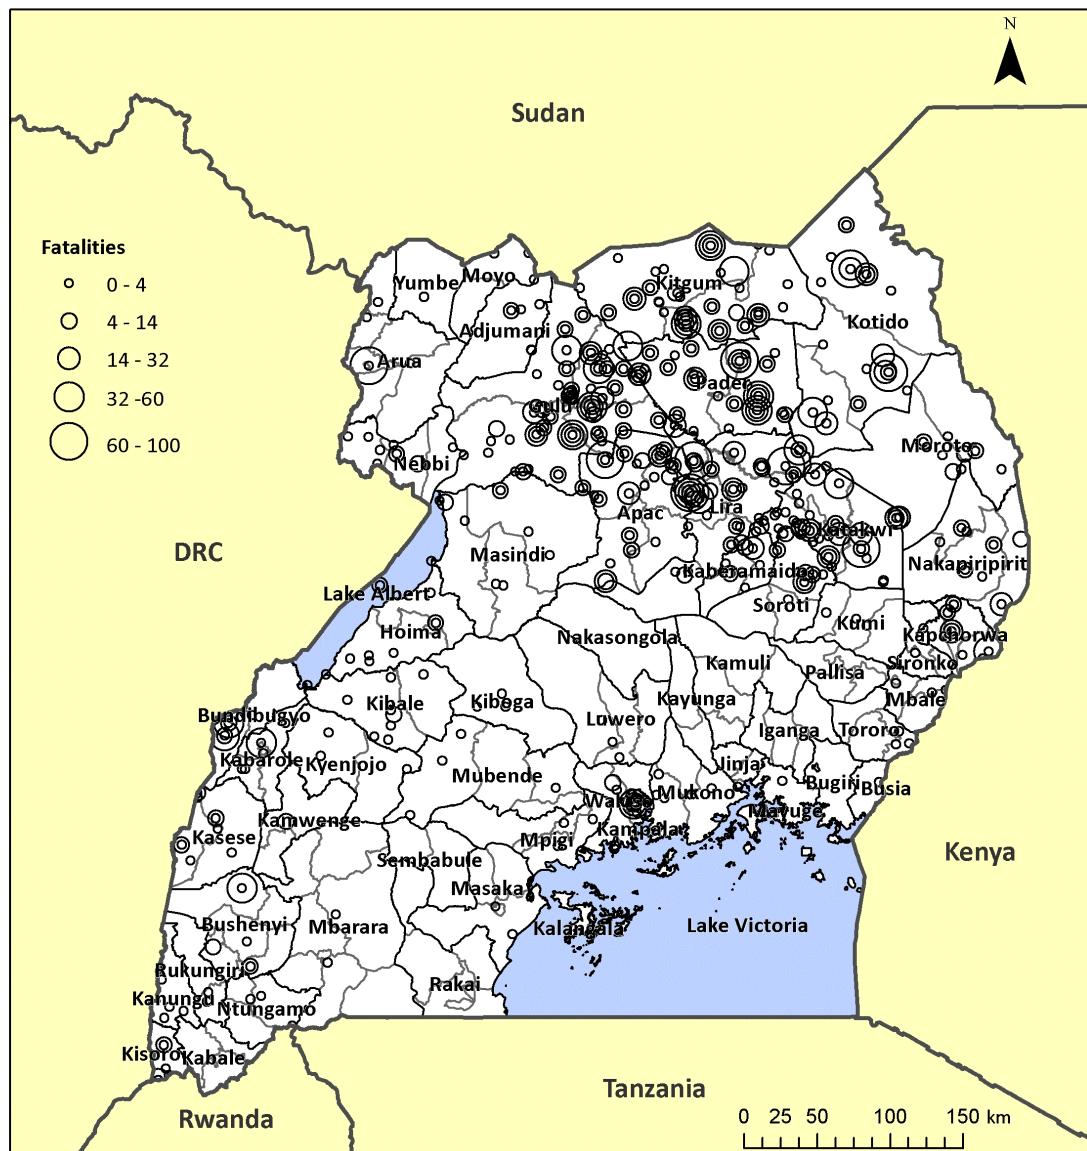 N
Sudan
Fatalities
0 - 4
4 - 14
14 - 32
32 -60
60 - 100
Yumbe
Moyo
Kitgum
Adjumani
Kotido
Arua
Pader
Gulu
Moroto
Nebbi
Apac
Lira
Katakwi
DRC
Masindi
Nakapiripirit
Kaberamaido
Lake Albert
Soroti
Kumi
Hoima
Nakasongola
Kapchorwa
Kamuli
Sironko
Pallisa
Kibale
Kiboga
Kayunga
Mbale
Bundibugyo
Luwero
Iganga
Tororo
Kabarole
Kyenjojo
Mubende
Jinja
Bugiri
Busia
Wakiso
Mukono
Mayuge
Kamwenge
Kampala
Kasese
Mpigi
Kenya
Sembabule
Masaka
Bushenyi
Mbarara
Kalangala
Lake Victoria
Rukungiri
Rakai
Kanungu
Ntungamo
Kisoro
Kabale
Tanzania
Rwanda
0 25 50 100 150 km